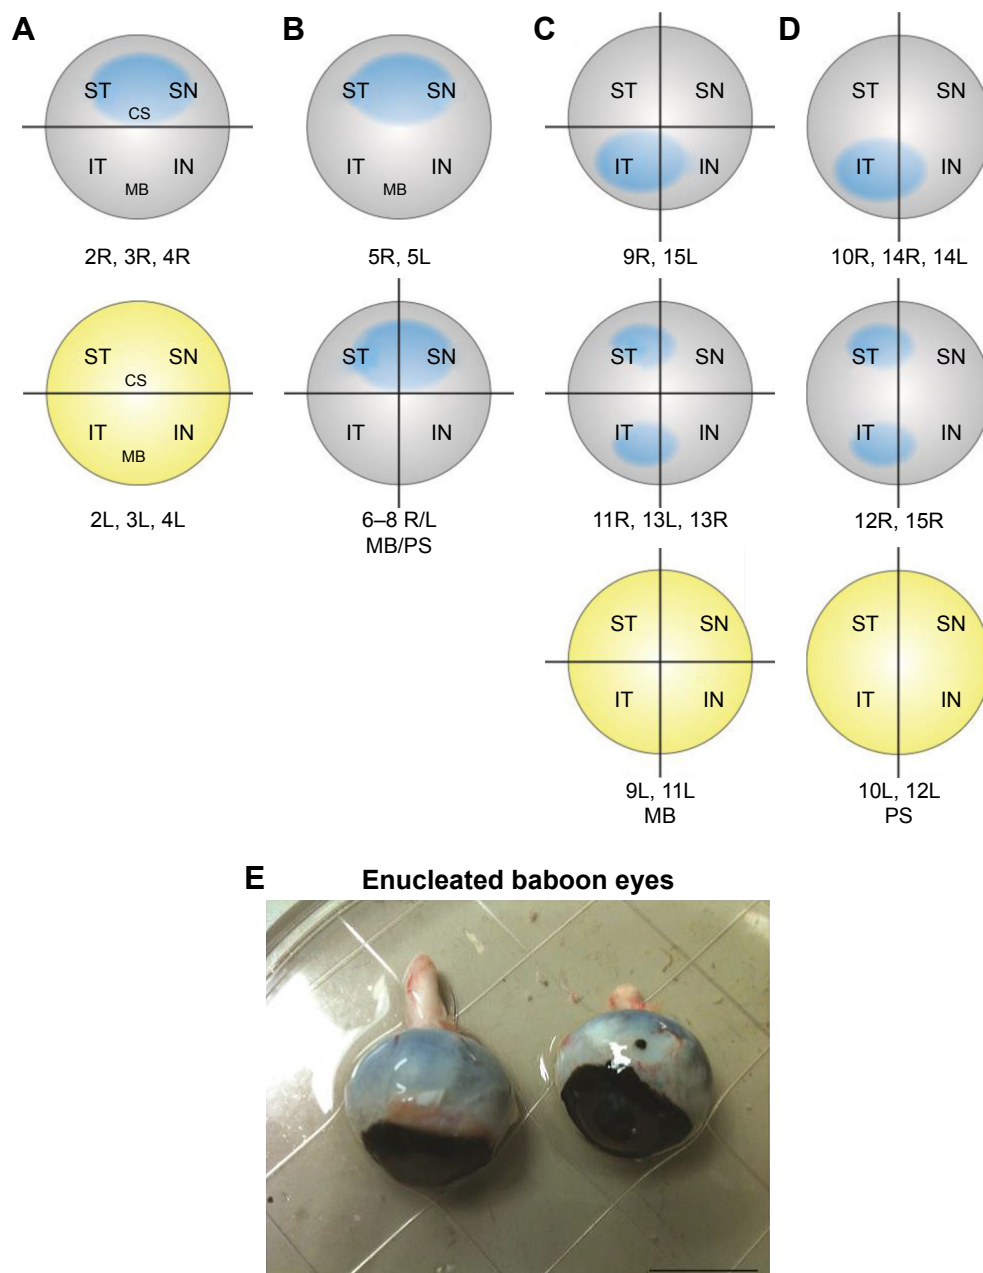 A
ST SN
CS
IT IN
MB
2R, 3R, 4R
ST SN
CS
IT IN
MB
2L, 3L, 4L
B
ST SN
IT IN
MB
5R, 5L
ST SN
IT IN
6–8 R/L
MB/PS
C
ST SN
IT IN
9R, 15L
ST SN
IT IN
11R, 13L, 13R
ST SN
IT IN
9L, 11L
MB
D
ST SN
IT IN
10R, 14R, 14L
ST SN
IT IN
12R, 15R
ST SN
IT IN
10L, 12L
PS
E Enucleated baboon eyes